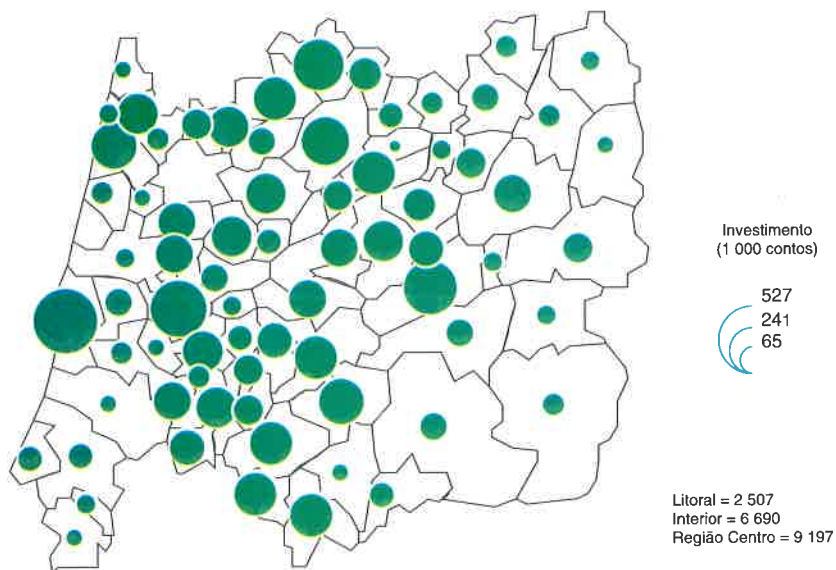 Investimento
(1 000 contos)
527
241
65
Litoral = 2 507
Interior = 6 690
Região Centro = 9 197